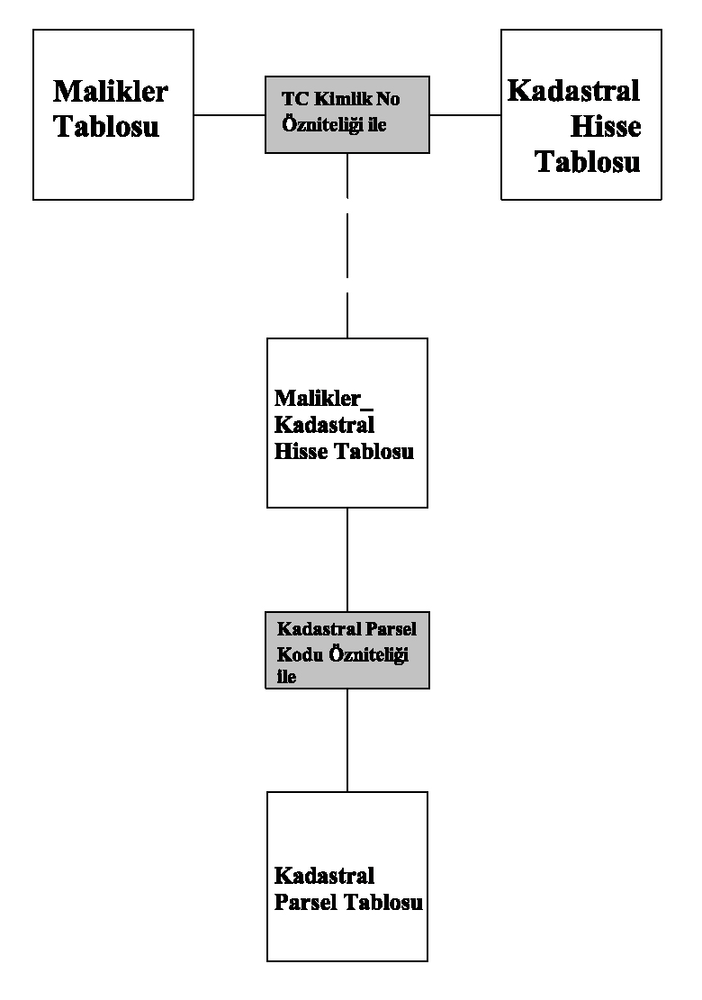 Malikler
Tablosu
TC Kimlik No
Özniteliği ile
Kadastral
Hisse
Tablosu
Malikler_
Kadastral
Hisse Tablosu
Kadastral Parsel
Kodu Özniteliği
ile
Kadastral
Parsel Tablosu